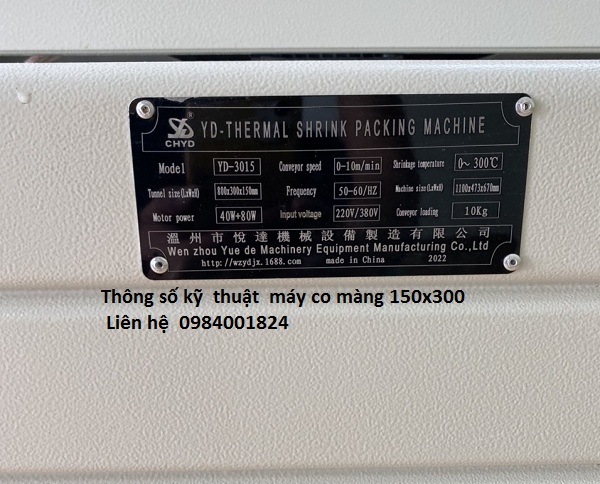 CHYD ® YD-THERMAL SHRINK PACKING MACHINE
Model YD-3015 Conveyor speed 0-10m/min Shrinkage temperature 0~300℃
Tunnel size(LxWxH) 800x300x150mm Frequency 50-60/HZ Machine size(LxWxH) 1100x473x670mm
Motor power 40W+80W Input voltage 220V/380V Conveyor loading 10Kg
溫州市悅達機械設備製造有限公司
Wen zhou Yue de Machinery Equipment Manufacturing Co.,Ltd
http://wzydjx.1688.com made in China 2022
Thông số kỹ thuật máy co màng 150x300
Liên hệ 0984001824